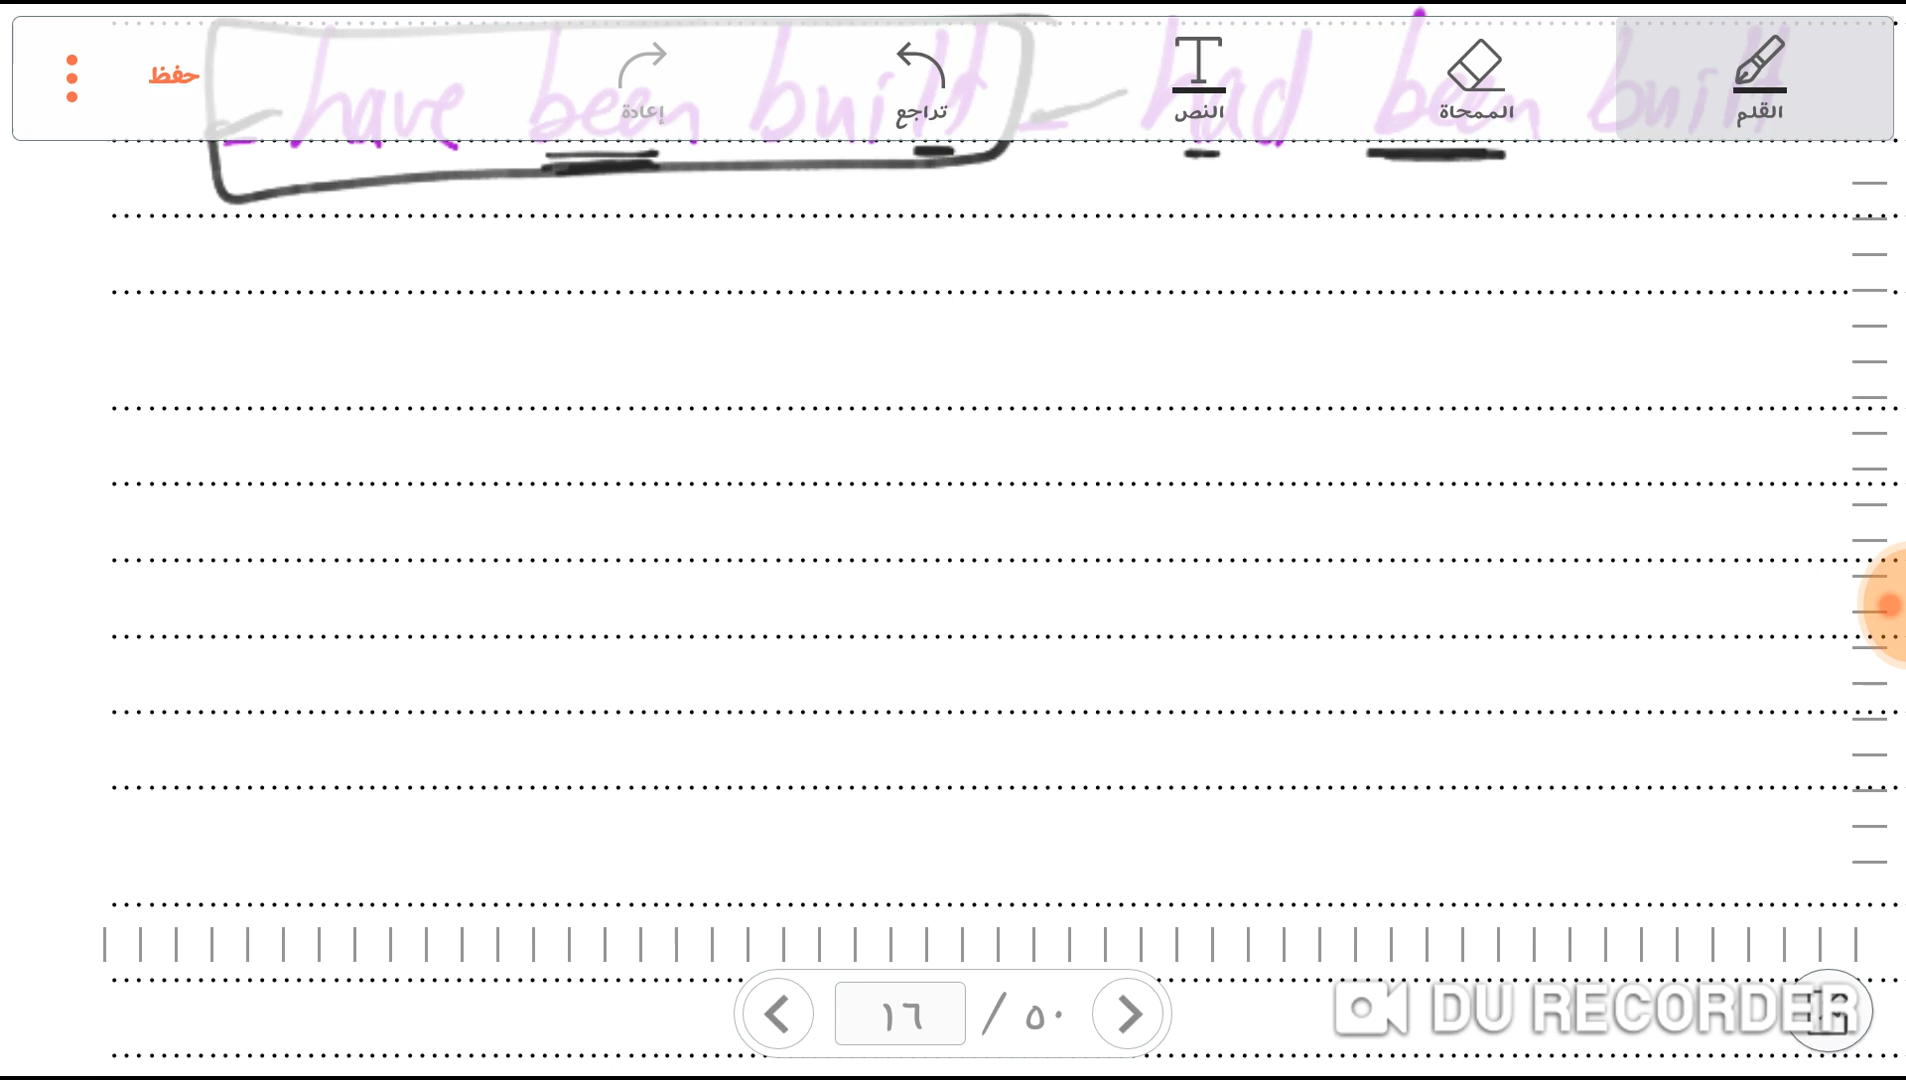 حفظ إعادة تراجع النص الممحاة القلم
- have been built - had been built
١٦ / ٥٠
DU RECORDER